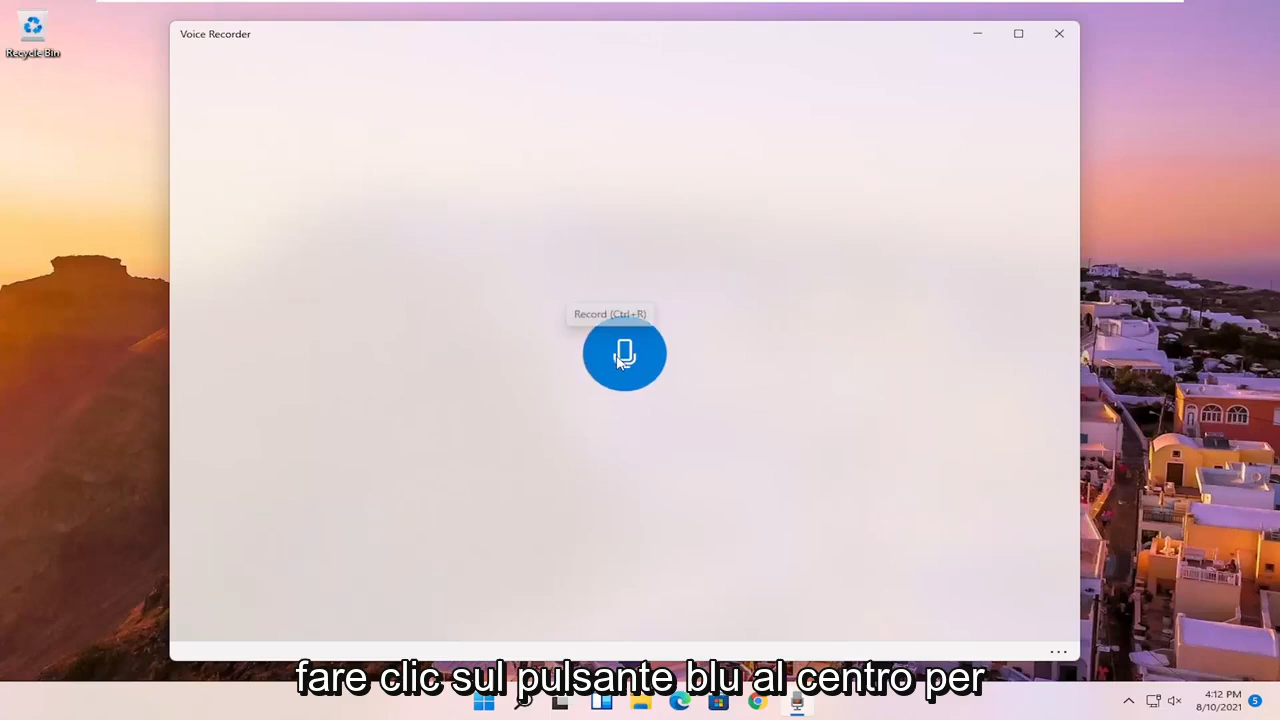 Recycle Bin
Voice Recorder
Record (Ctrl+R)
fare clic sul pulsante blu al centro per
4:12 PM
8/10/2021
5